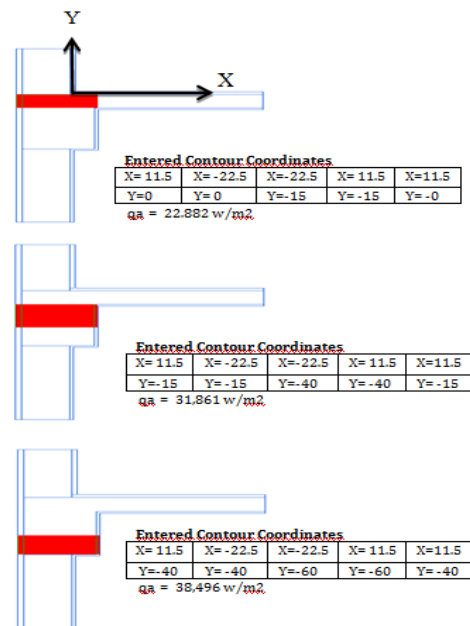 Y
X
Entered Contour Coordinates
X= 11.5 X= -22.5 X=-22.5 X= 11.5 X=11.5
Y=0 Y= 0 Y=-15 Y= -15 Y= -0
qa = 22.882 w/m2
Entered Contour Coordinates
X= 11.5 X= -22.5 X=-22.5 X= 11.5 X=11.5
Y=-15 Y= -15 Y=-40 Y= -40 Y= -15
qa = 31,861 w/m2
Entered Contour Coordinates
X= 11.5 X= -22.5 X=-22.5 X= 11.5 X=11.5
Y=-40 Y= -40 Y=-60 Y= -60 Y= -40
qa = 38,496 w/m2